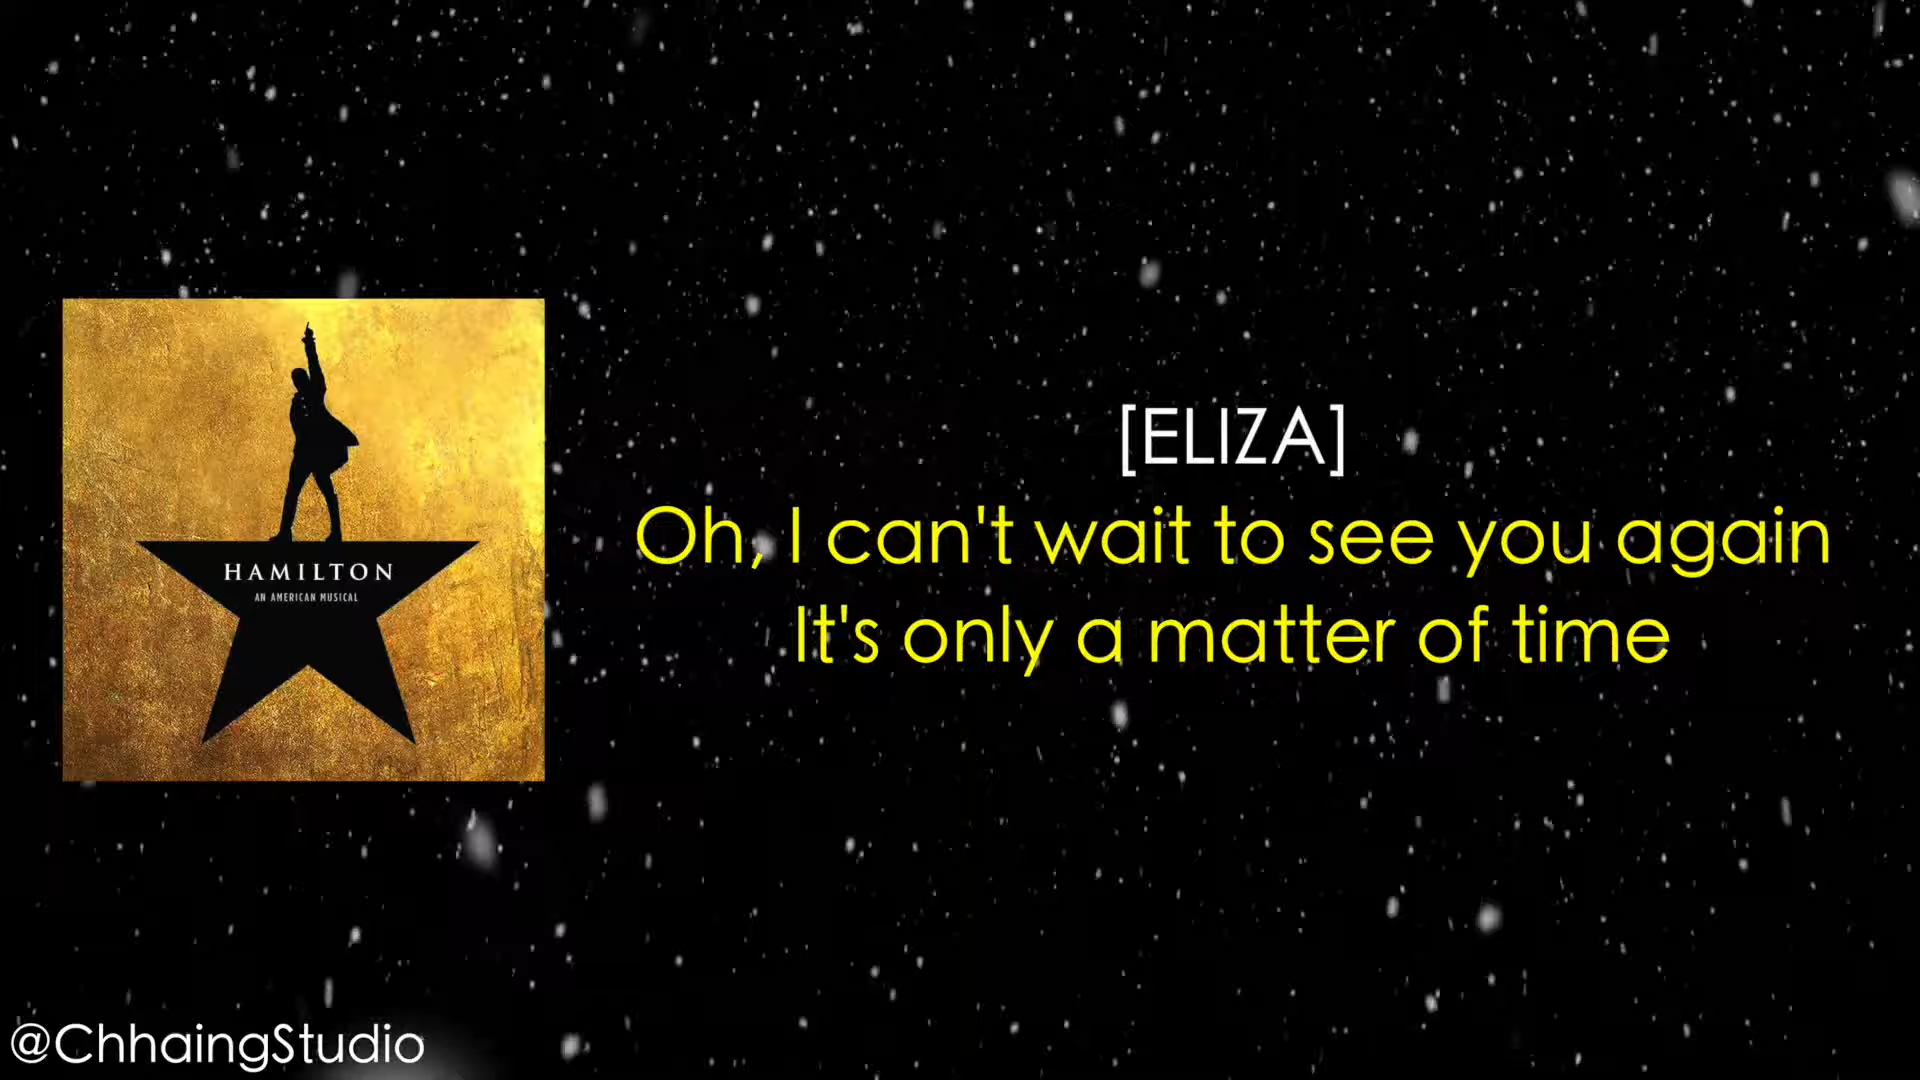 HAMILTON
AN AMERICAN MUSICAL
[ELIZA]
Oh, I can't wait to see you again
It's only a matter of time
@ChhaingStudio